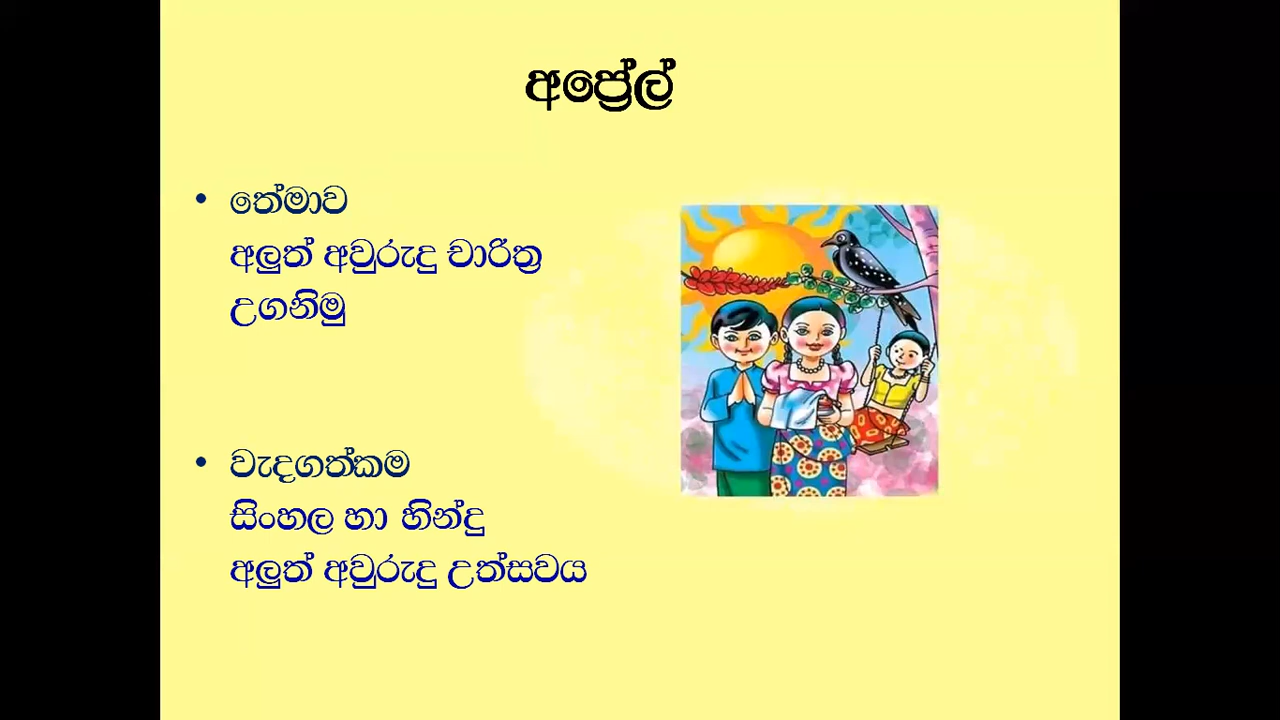 අප්‍රේල්
• තේමාව
අලුත් අවුරුදු චාරිත්‍ර
උගනිමු
• වැදගත්කම
සිංහල හා හින්දු
අලුත් අවුරුදු උත්සවය